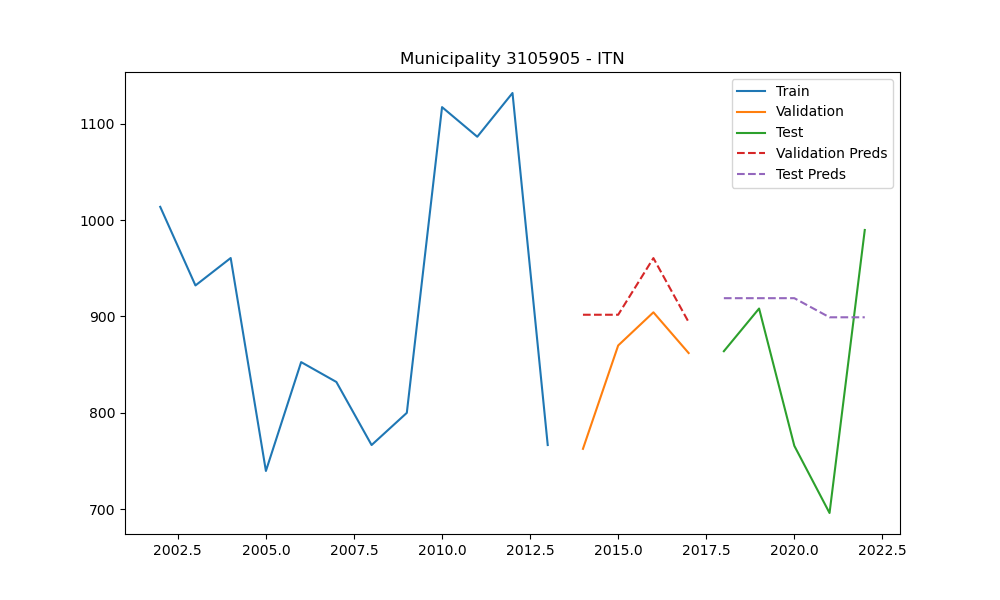 Municipality 3105905 - ITN
Train
Validation
Test
Validation Preds
Test Preds
1100
1000
900
800
700
2002.5 2005.0 2007.5 2010.0 2012.5 2015.0 2017.5 2020.0 2022.5